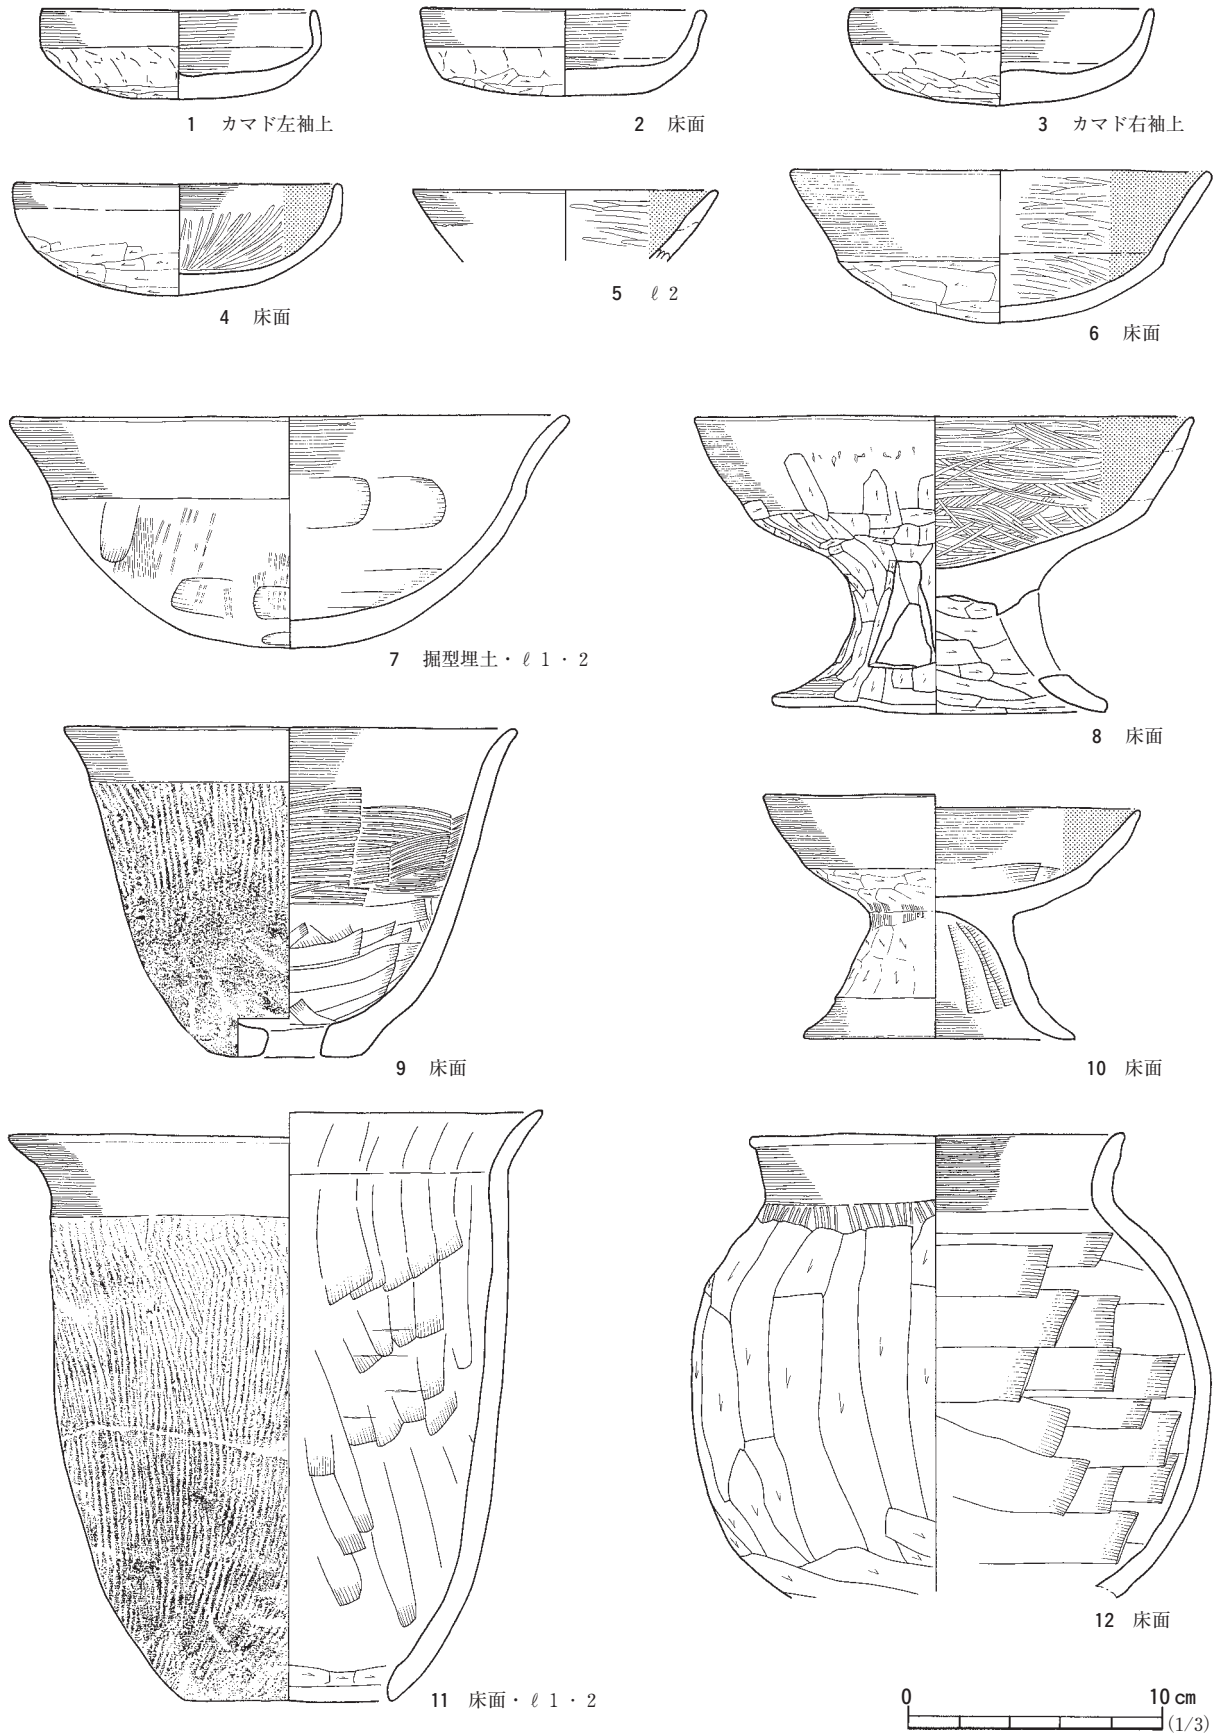 1 カマド左袖上
2 床面
3 カマド右袖上
4 床面
5 ℓ 2
6 床面
7 掘型埋土・ℓ 1・2
8 床面
9 床面
10 床面
11 床面・ℓ 1・2
12 床面
0 10 cm
(1/3)